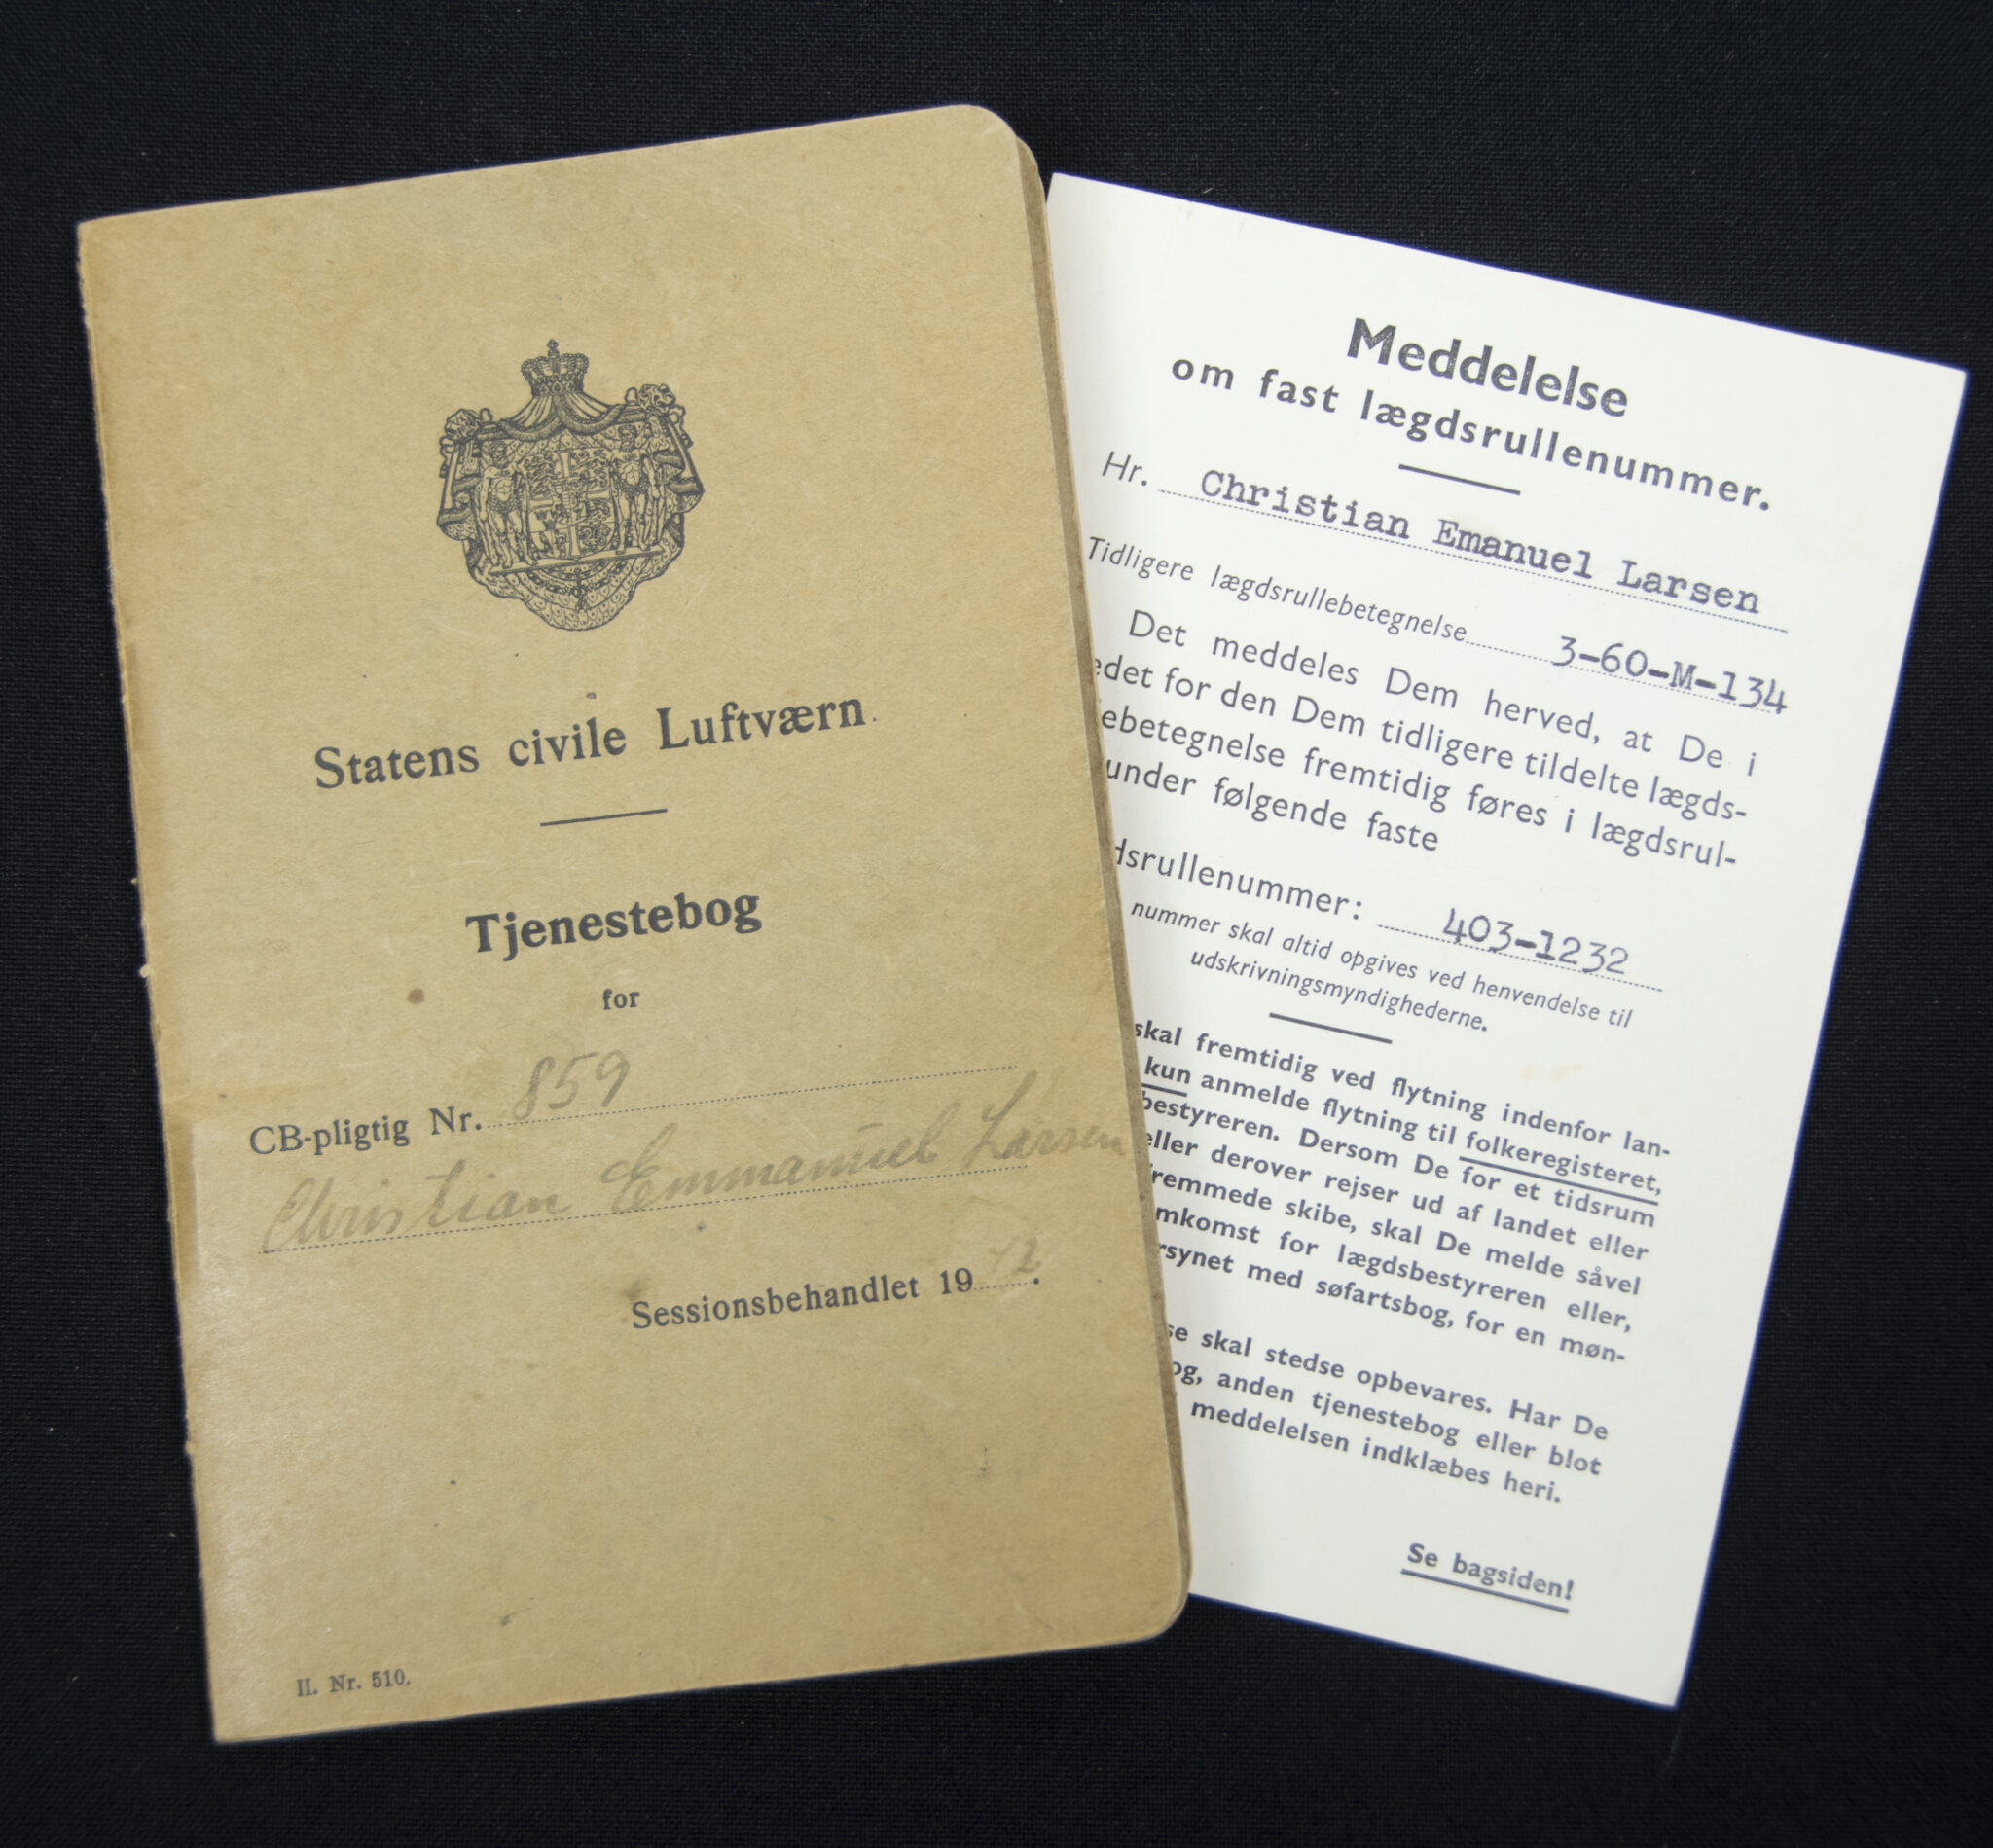 Statens civile Luftværn
Tjenestebog
for
CB-pligtig Nr. 859
Christian Emmanuel Larsen
Sessionsbehandlet 19 42.
II. Nr. 510.
Meddelelse
om fast lægdsrullenummer.
Hr. Christian Emanuel Larsen
Tidligere lægdsrullebetegnelse 3-60-M-134
Det meddeles Dem herved, at De i
edet for den Dem tidligere tildelte lægds-
ebetegnelse fremtidig føres i lægdsrul-
under følgende faste
dsrullenummer: 403-1232
nummer skal altid opgives ved henvendelse til
udskrivningsmyndighederne.
skal fremtidig ved flytning indenfor lan-
kun anmelde flytning til folkeregisteret,
bestyreren. Dersom De for et tidsrum
eller derover rejser ud af landet eller
fremmede skibe, skal De melde såvel
mkomst for lægdsbestyreren eller,
rsynet med søfartsbog, for en møn-
se skal stedse opbevares. Har De
og, anden tjenestebog eller blot
meddelelsen indklæbes heri.
Se bagsiden!